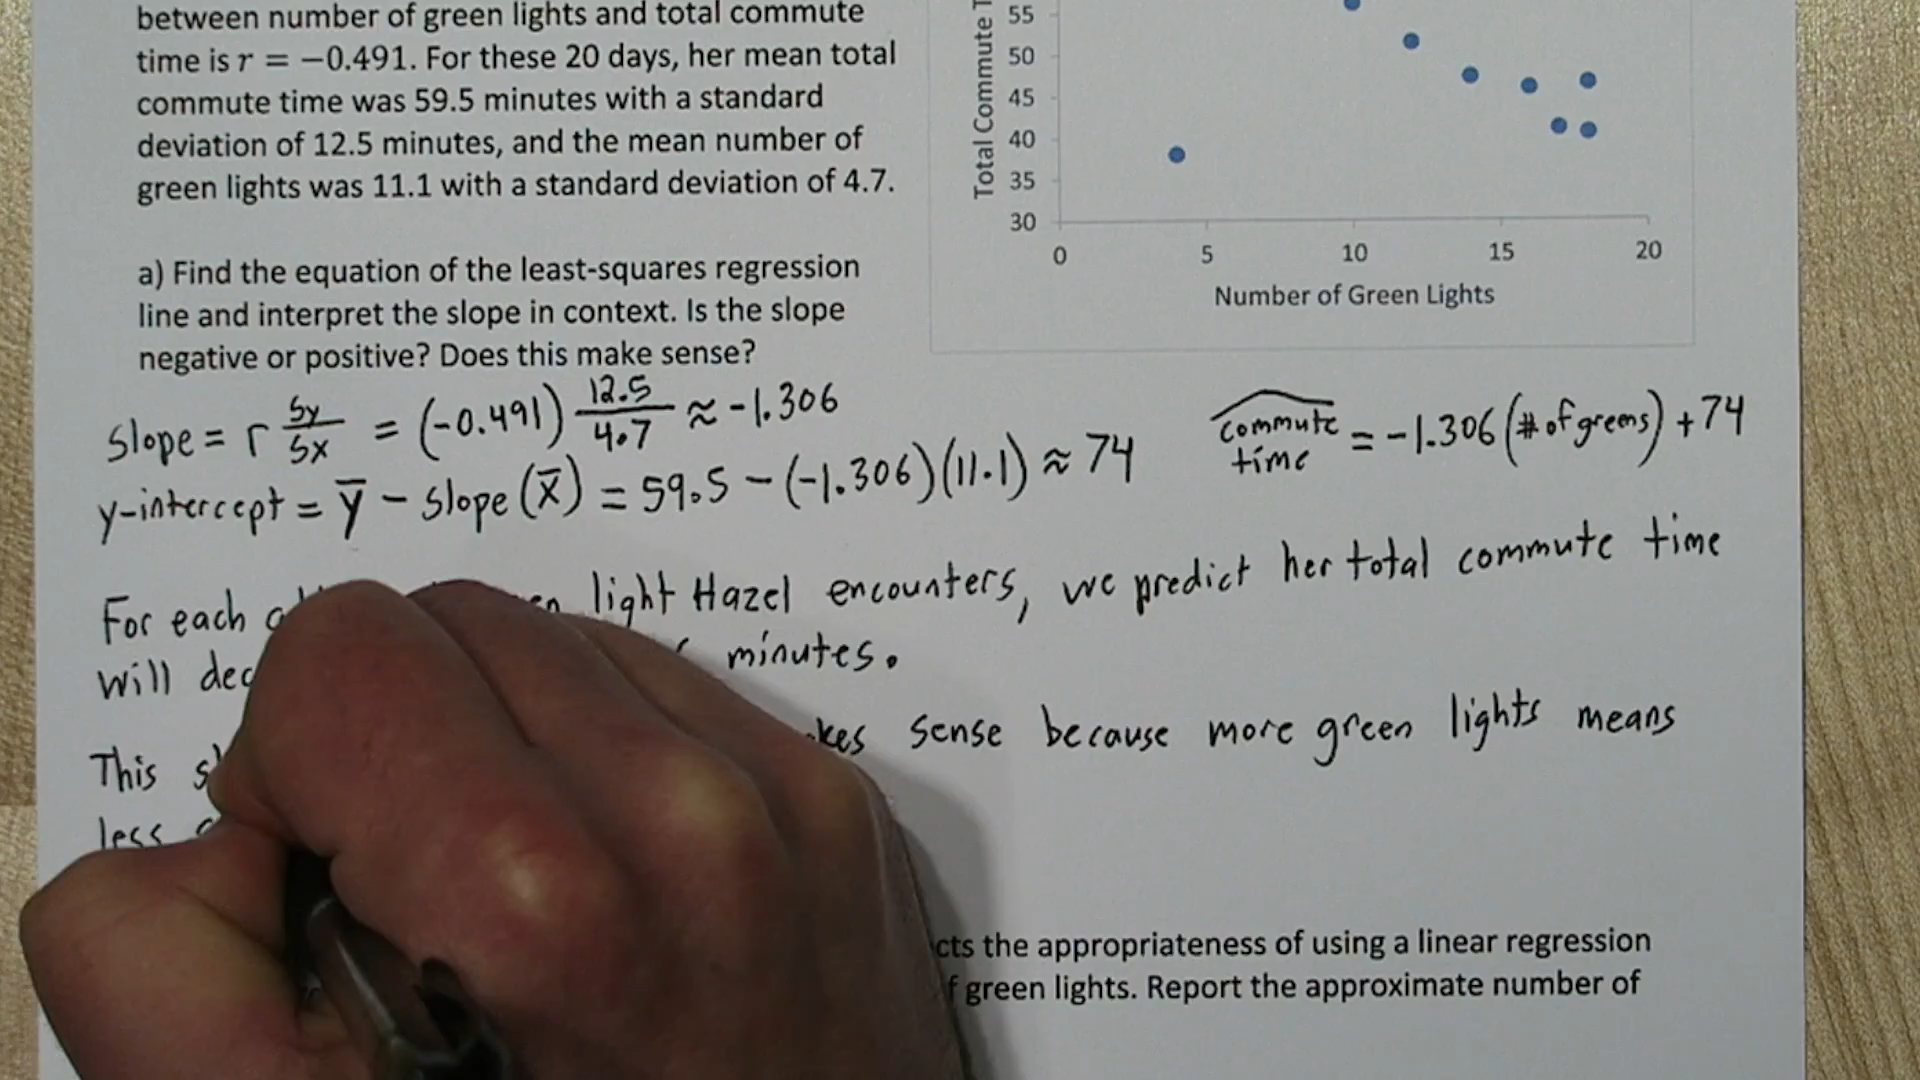 between number of green lights and total commute
time is r = −0.491. For these 20 days, her mean total
commute time was 59.5 minutes with a standard
deviation of 12.5 minutes, and the mean number of
green lights was 11.1 with a standard deviation of 4.7.
a) Find the equation of the least-squares regression
line and interpret the slope in context. Is the slope
negative or positive? Does this make sense?
Total Commute
55
50
45
40
35
30
0 5 10 15 20
Number of Green Lights
Slope = r sy/sx = (-0.491) 12.5/4.7 ≈ -1.306
y-intercept = y̅ - slope (x̅) = 59.5 - (-1.306)(11.1) ≈ 74
commute time = -1.306 (# of greens) + 74
For each light Hazel encounters, we predict her total commute time
will minutes.
This sense because more green lights means
less
the appropriateness of using a linear regression
green lights. Report the approximate number of